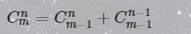 $C_m^n = C_{m-1}^n + C_{m-1}^{n-1}$